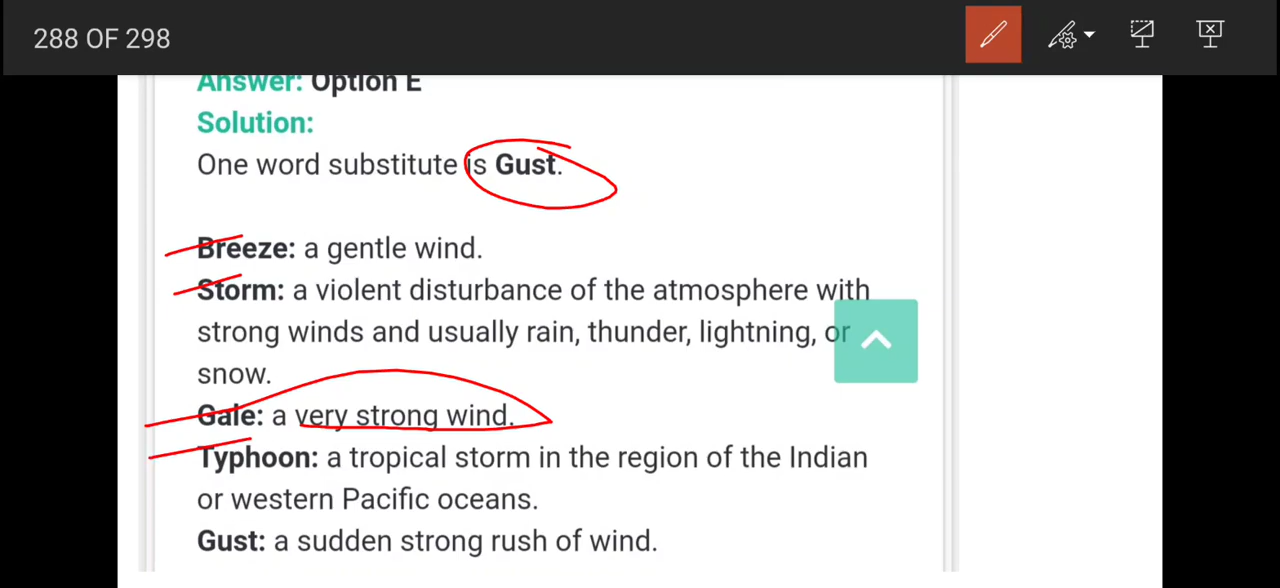 288 OF 298
Answer: Option E
Solution:
One word substitute is Gust.
Breeze: a gentle wind.
Storm: a violent disturbance of the atmosphere with
strong winds and usually rain, thunder, lightning, or
snow.
Gale: a very strong wind.
Typhoon: a tropical storm in the region of the Indian
or western Pacific oceans.
Gust: a sudden strong rush of wind.